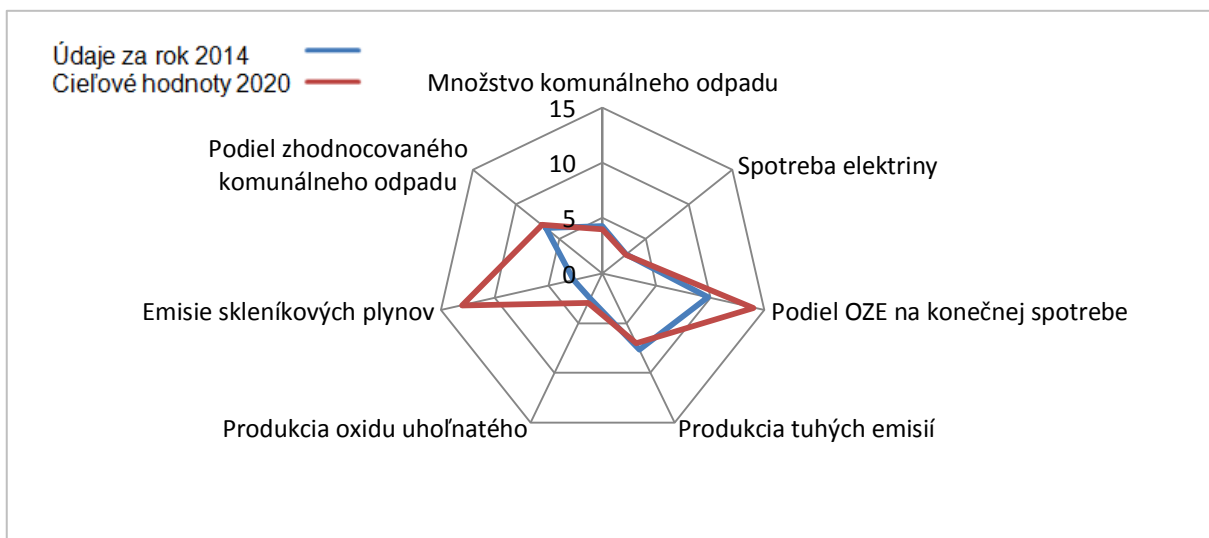 Údaje za rok 2014
Cieľové hodnoty 2020
Množstvo komunálneho odpadu
15
Podiel zhodnocovaného
komunálneho odpadu
10
Spotreba elektriny
5
0
Emisie skleníkových plynov
Podiel OZE na konečnej spotrebe
Produkcia oxidu uhoľnatého
Produkcia tuhých emisií